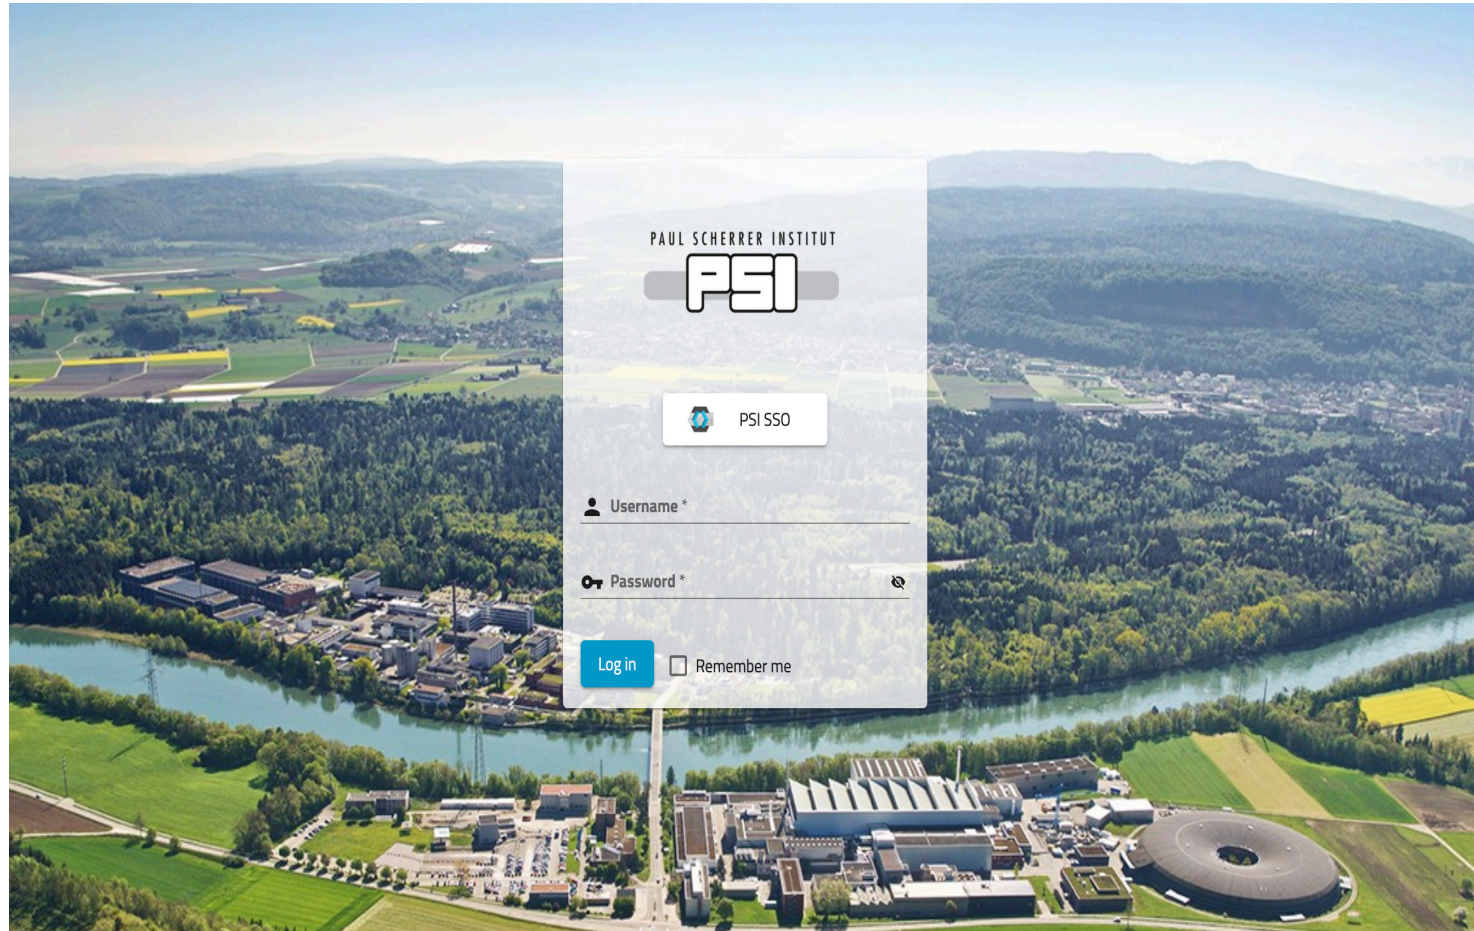 PAUL SCHERRER INSTITUT
PSI
PSI SSO
Username *
Password *
Log in
Remember me